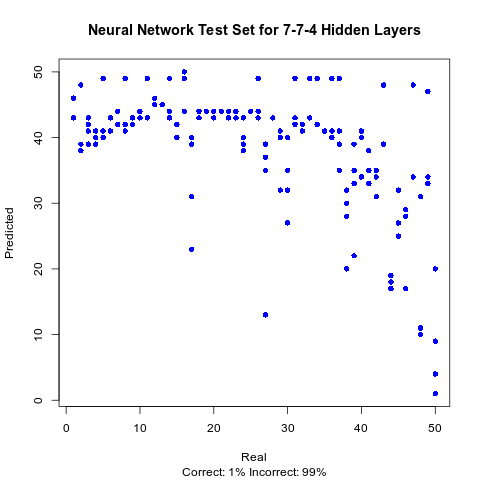 Neural Network Test Set for 7-7-4 Hidden Layers
50
40
30
20
10
0
Predicted
0 10 20 30 40 50
Real
Correct: 1% Incorrect: 99%